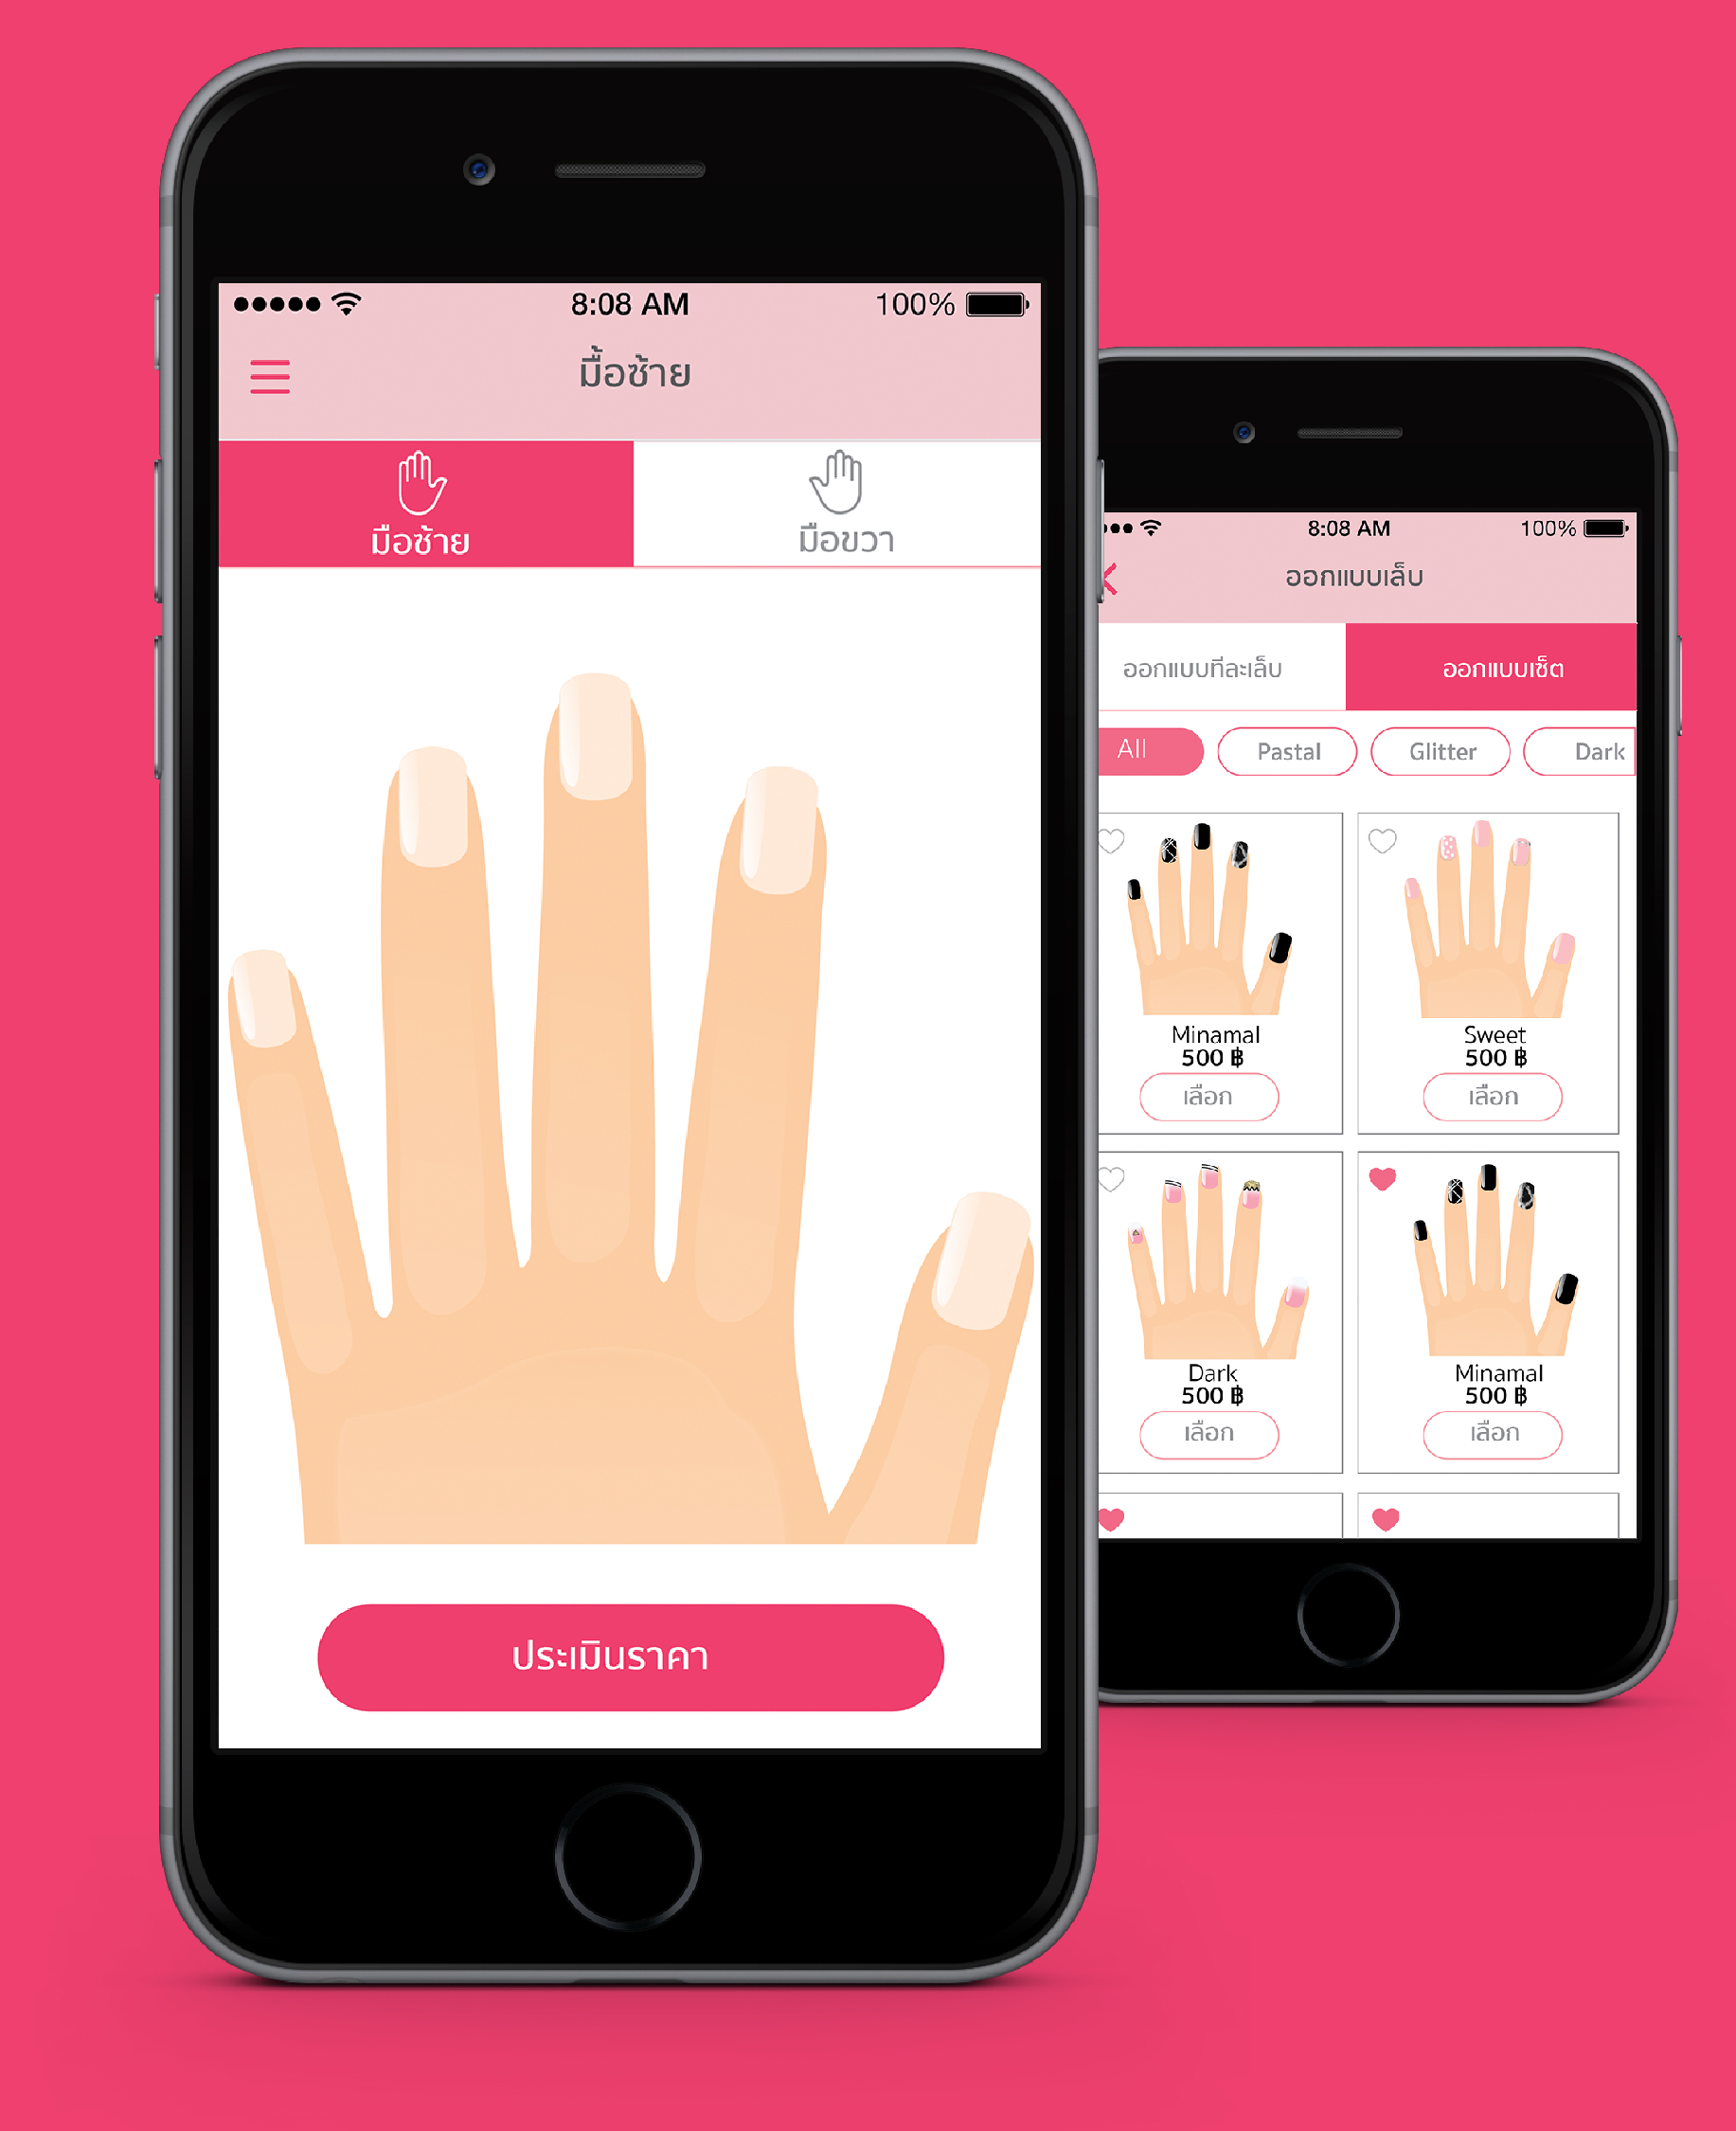 8:08 AM 100%
มื้อซ้าย
มือซ้าย มือขวา
ประเมินราคา
8:08 AM 100%
ออกแบบเล็บ
ออกแบบทีละเล็บ ออกแบบเซ็ต
All Pastal Glitter Dark
Minamal
500 ฿
เลือก
Sweet
500 ฿
เลือก
Dark
500 ฿
เลือก
Minamal
500 ฿
เลือก